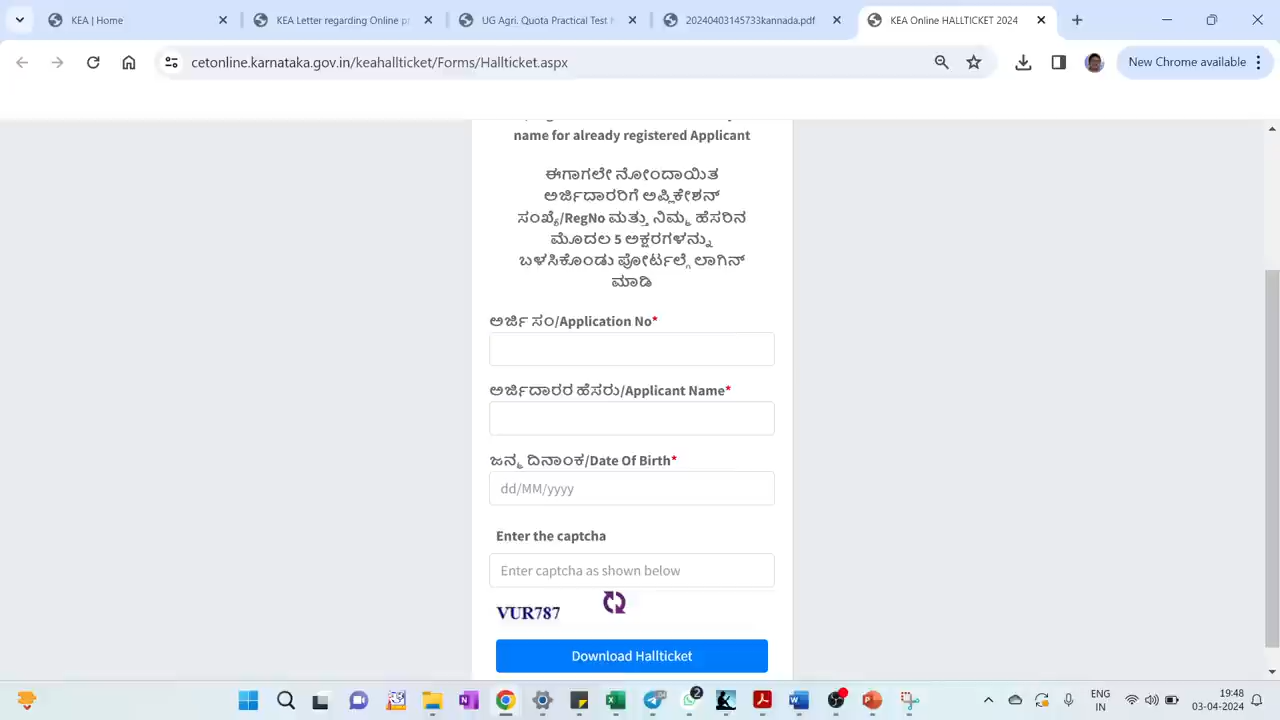 KEA | Home
KEA Letter regarding Online pr
UG Agri. Quota Practical Test H
20240403145733kannada.pdf
KEA Online HALLTICKET 2024
cetonline.karnataka.gov.in/keahallticket/Forms/Hallticket.aspx
New Chrome available
name for already registered Applicant
ಈಗಾಗಲೇ ನೋಂದಾಯಿತ
ಅರ್ಜಿದಾರರಿಗೆ ಅಪ್ಲಿಕೇಶನ್
ಸಂಖ್ಯೆ/RegNo ಮತ್ತು ನಿಮ್ಮ ಹೆಸರಿನ
ಮೊದಲ 5 ಅಕ್ಷರಗಳನ್ನು
ಬಳಸಿಕೊಂಡು ಪೋರ್ಟಲ್ಗೆ ಲಾಗಿನ್
ಮಾಡಿ
ಅರ್ಜಿ ಸಂ/Application No*
ಅರ್ಜಿದಾರರ ಹೆಸರು/Applicant Name*
ಜನ್ಮ ದಿನಾಂಕ/Date Of Birth*
dd/MM/yyyy
Enter the captcha
Enter captcha as shown below
VUR787
Download Hallticket
2
ENG
IN
19:48
03-04-2024